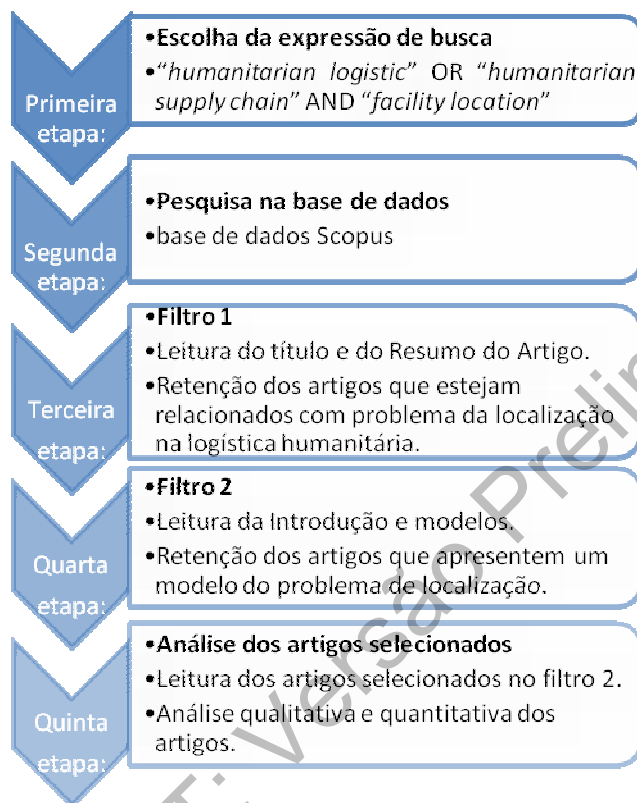 Primeira
etapa:
•Escolha da expressão de busca
•“humanitarian logistic” OR “humanitarian
supply chain” AND “facility location”
Segunda
etapa:
•Pesquisa na base de dados
•base de dados Scopus
Terceira
etapa:
•Filtro 1
•Leitura do título e do Resumo do Artigo.
•Retenção dos artigos que estejam
relacionados com problema da localização
na logística humanitária.
Quarta
etapa:
•Filtro 2
•Leitura da Introdução e modelos.
•Retenção dos artigos que apresentem um
modelo do problema de localização.
Quinta
etapa:
•Análise dos artigos selecionados
•Leitura dos artigos selecionados no filtro 2.
•Análise qualitativa e quantitativa dos
artigos.
T: Versão Prelin